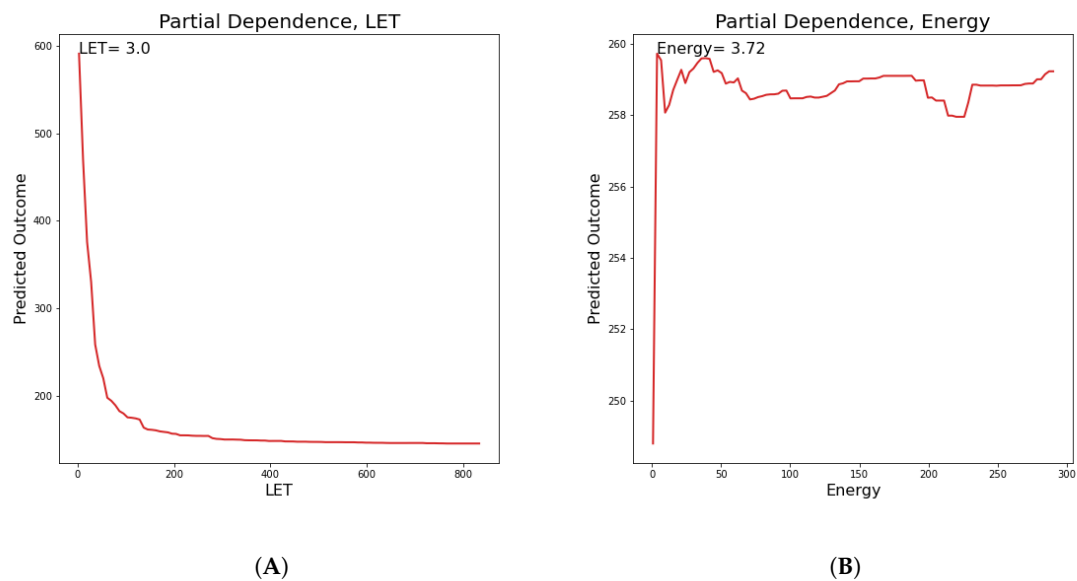 Partial Dependence, LET
LET= 3.0
600
500
400
300
200
Predicted Outcome
0
200
400
600
800
LET
(A)
Partial Dependence, Energy
Energy= 3.72
260
258
256
254
252
250
Predicted Outcome
0
50
100
150
200
250
300
Energy
(B)